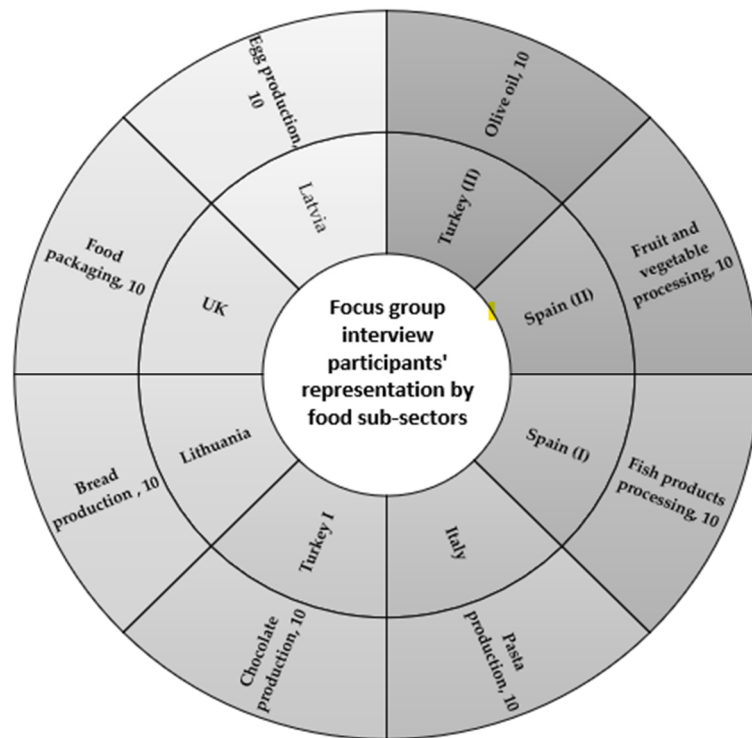 Focus group
interview
participants'
representation by
food sub-sectors
Turkey (II)
Olive oil, 10
Spain (II)
Fruit and
vegetable
processing, 10
Spain (I)
Fish products
processing, 10
Italy
Pasta
production, 10
Turkey I
Chocolate
production, 10
Lithuania
Bread
production , 10
UK
Food
packaging, 10
Latvia
Egg production,
10